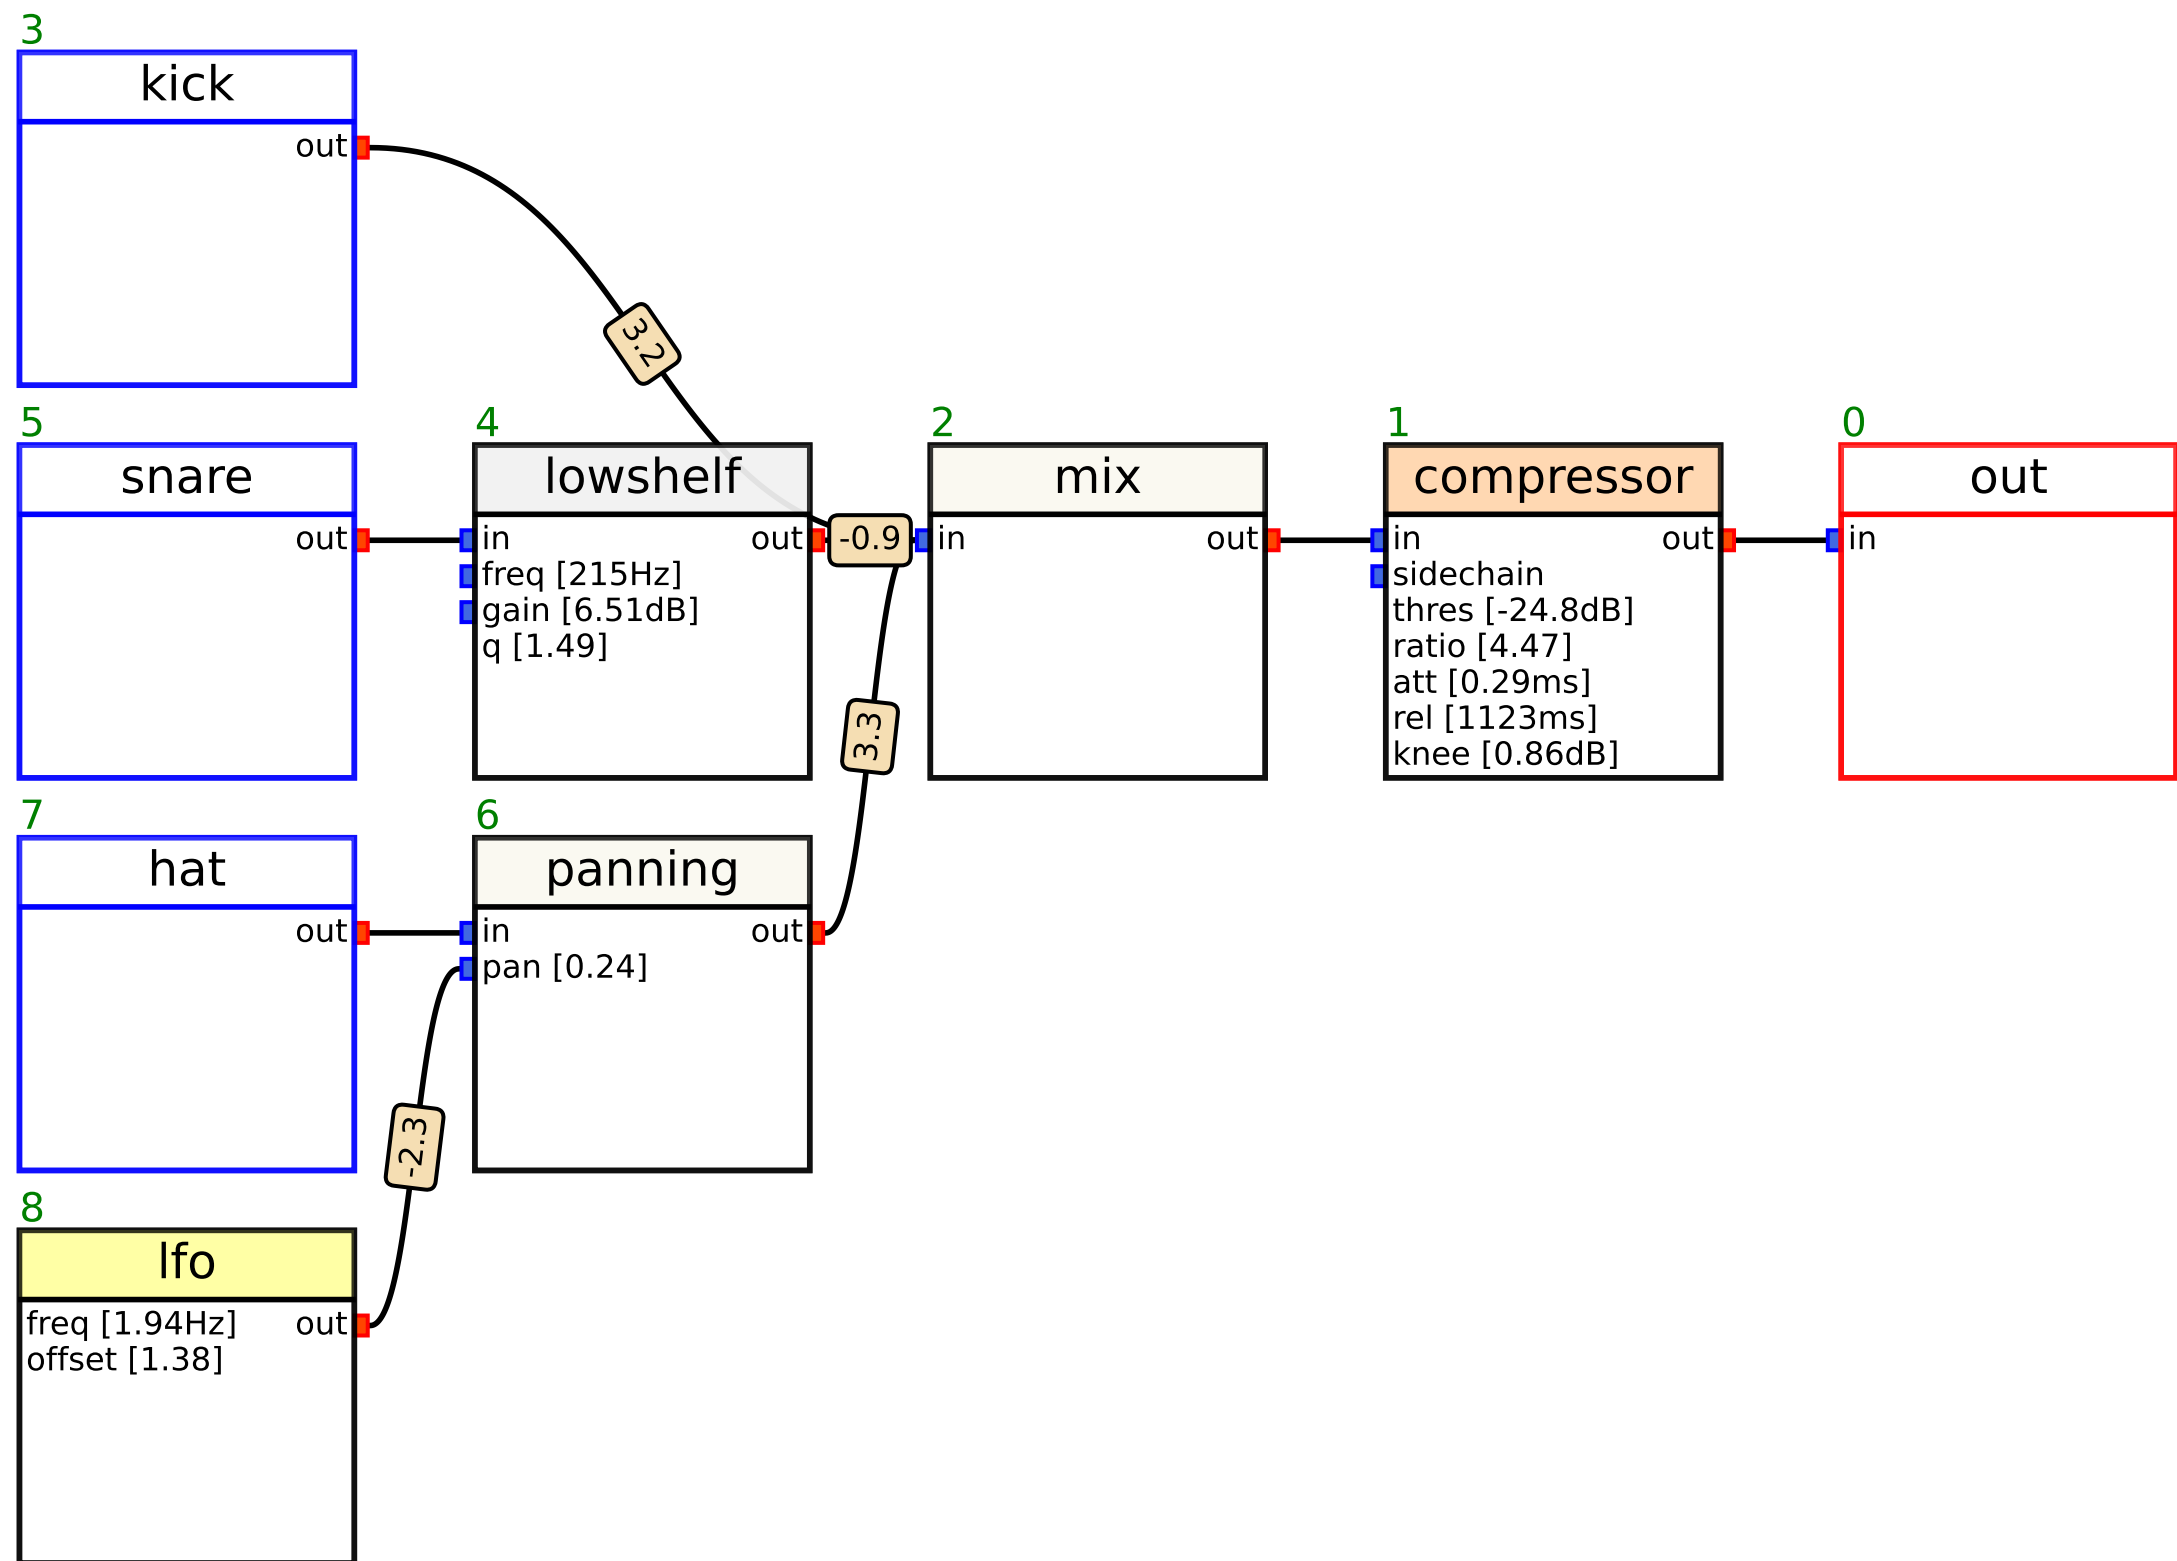 3
kick
out
3.2
5
snare
out
4
lowshelf
in
out
freq [215Hz]
gain [6.51dB]
q [1.49]
-0.9
2
mix
in
out
1
compressor
in
out
sidechain
thres [-24.8dB]
ratio [4.47]
att [0.29ms]
rel [1123ms]
knee [0.86dB]
0
out
in
3.3
7
hat
out
6
panning
in
out
pan [0.24]
-2.3
8
lfo
freq [1.94Hz]
out
offset [1.38]